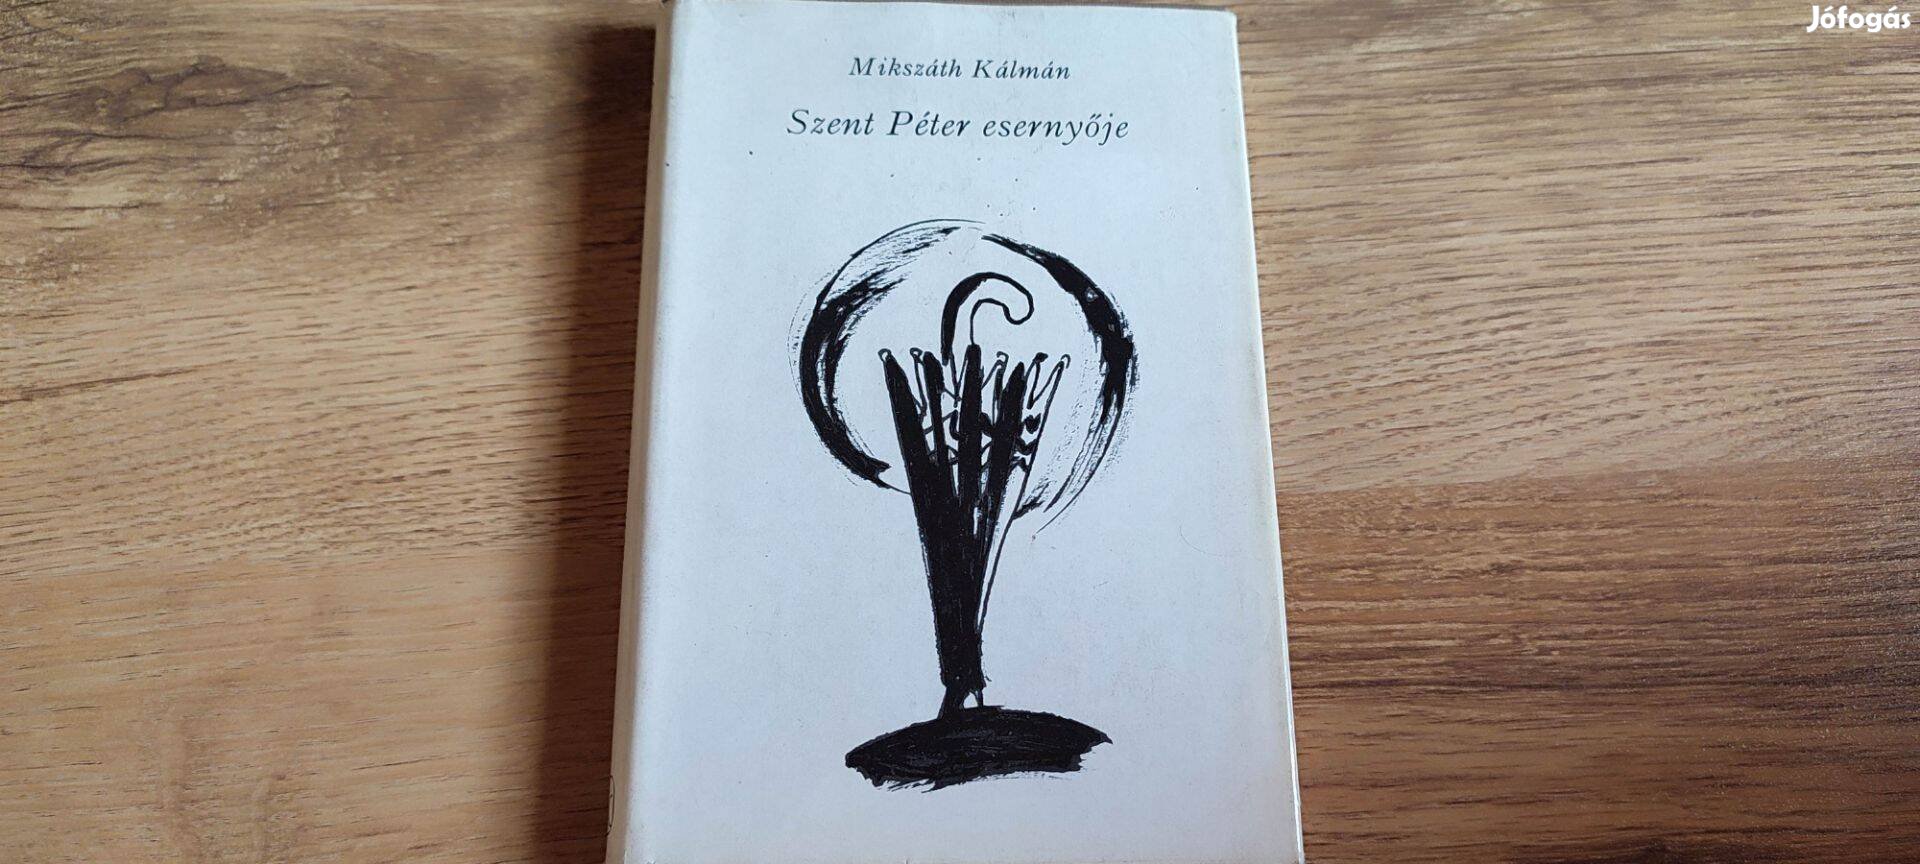 Jófogás
Mikszáth Kálmán
Szent Péter esernyője